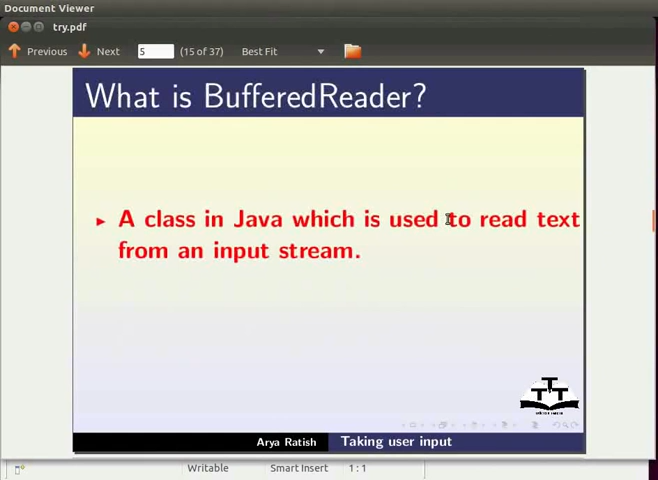 Document Viewer
try.pdf
Previous Next 5 (15 of 37) Best Fit
What is BufferedReader?
A class in Java which is used to read text
from an input stream.
TTT
Arya Ratish Taking user input
Writable Smart Insert 1 : 1